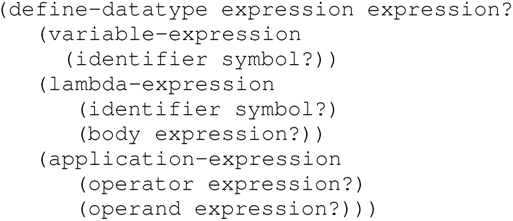 (define-datatype expression expression?
   (variable-expression
     (identifier symbol?))
   (lambda-expression
      (identifier symbol?)
      (body expression?))
   (application-expression
      (operator expression?)
      (operand expression?)))